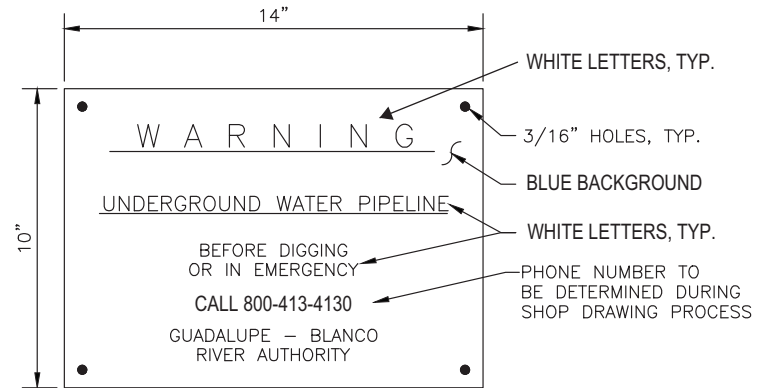 14"
10"
W A R N I N G
UNDERGROUND WATER PIPELINE
BEFORE DIGGING
OR IN EMERGENCY
CALL 800-413-4130
GUADALUPE – BLANCO
RIVER AUTHORITY
WHITE LETTERS, TYP.
3/16" HOLES, TYP.
BLUE BACKGROUND
WHITE LETTERS, TYP.
PHONE NUMBER TO
BE DETERMINED DURING
SHOP DRAWING PROCESS